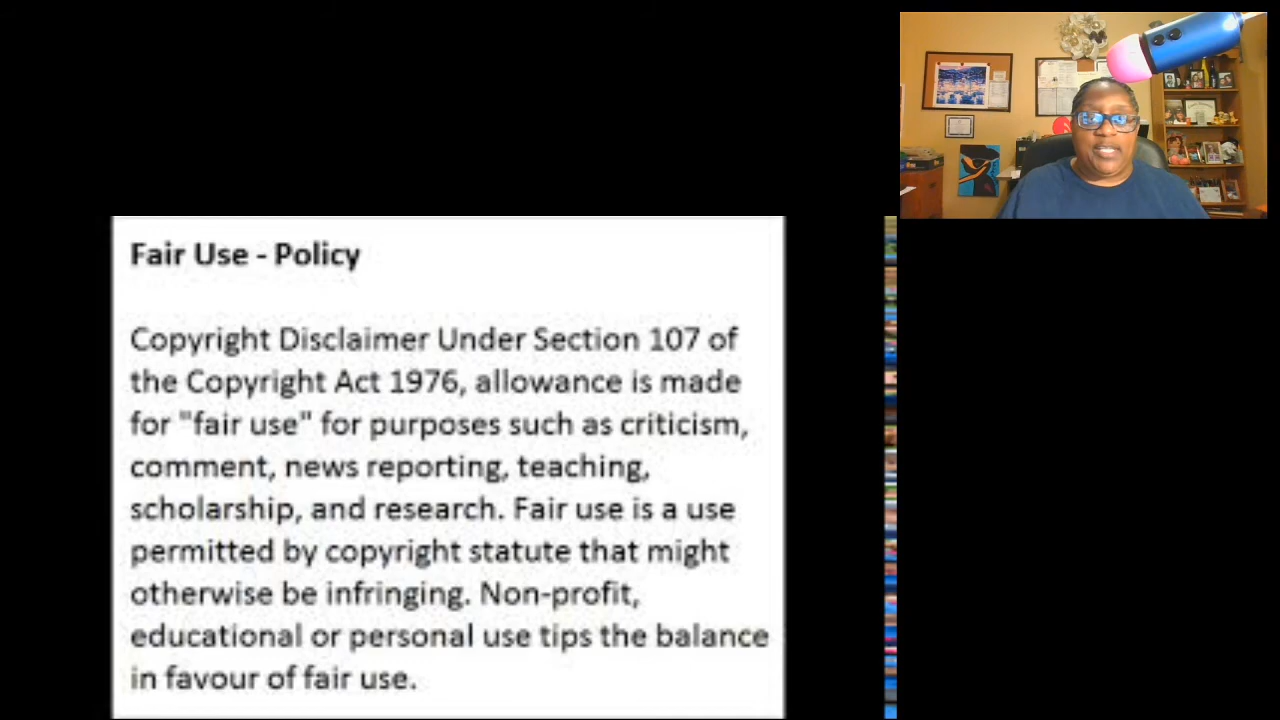 Fair Use - Policy
Copyright Disclaimer Under Section 107 of
the Copyright Act 1976, allowance is made
for "fair use" for purposes such as criticism,
comment, news reporting, teaching,
scholarship, and research. Fair use is a use
permitted by copyright statute that might
otherwise be infringing. Non-profit,
educational or personal use tips the balance
in favour of fair use.